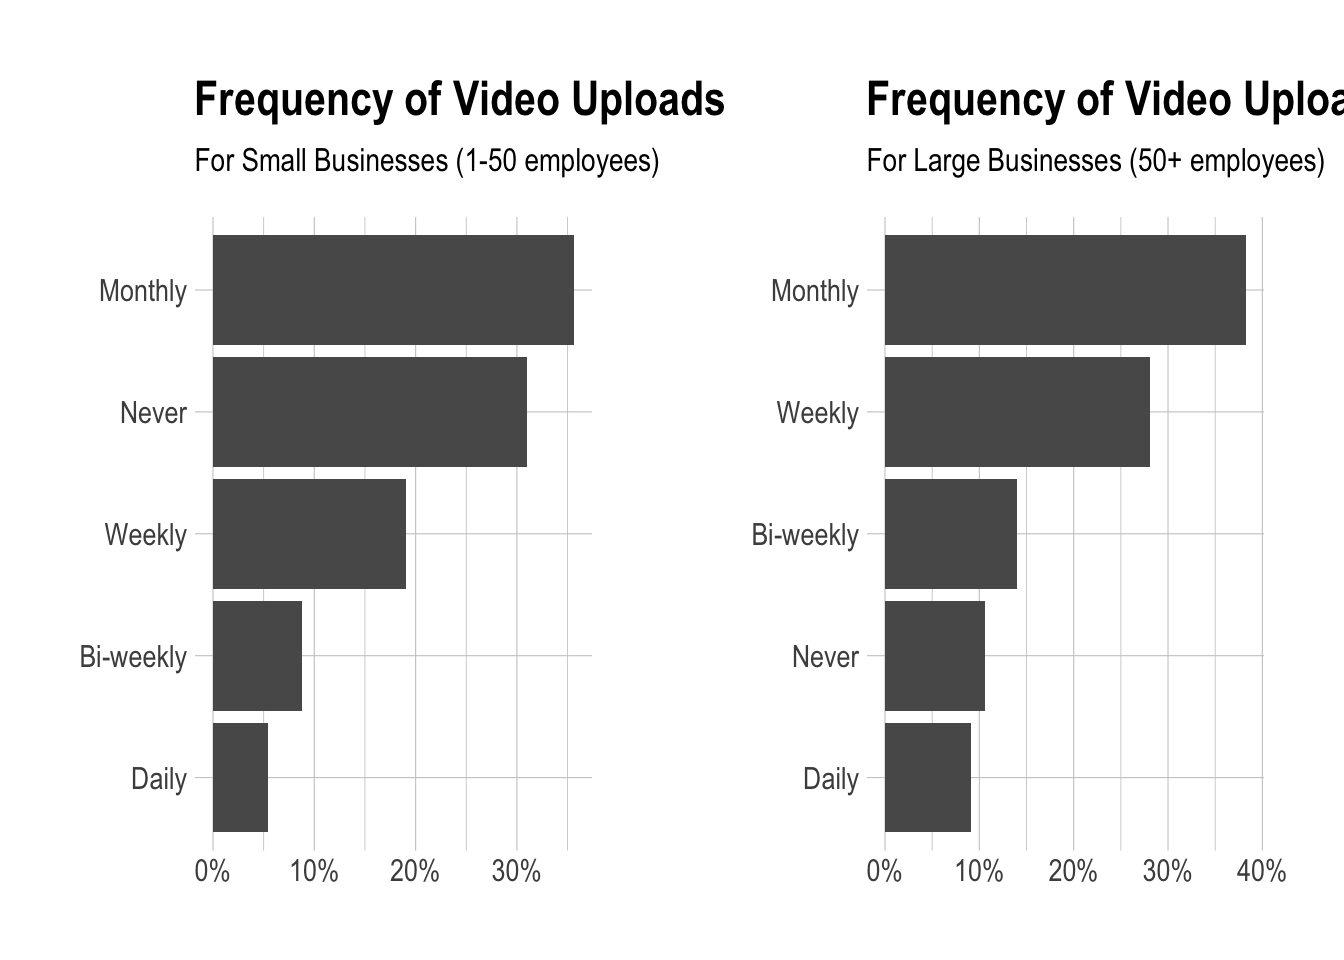 Frequency of Video Uploads
For Small Businesses (1-50 employees)
Monthly
Never
Weekly
Bi-weekly
Daily
0% 10% 20% 30%
Frequency of Video Uploa
For Large Businesses (50+ employees)
Monthly
Weekly
Bi-weekly
Never
Daily
0% 10% 20% 30% 40%